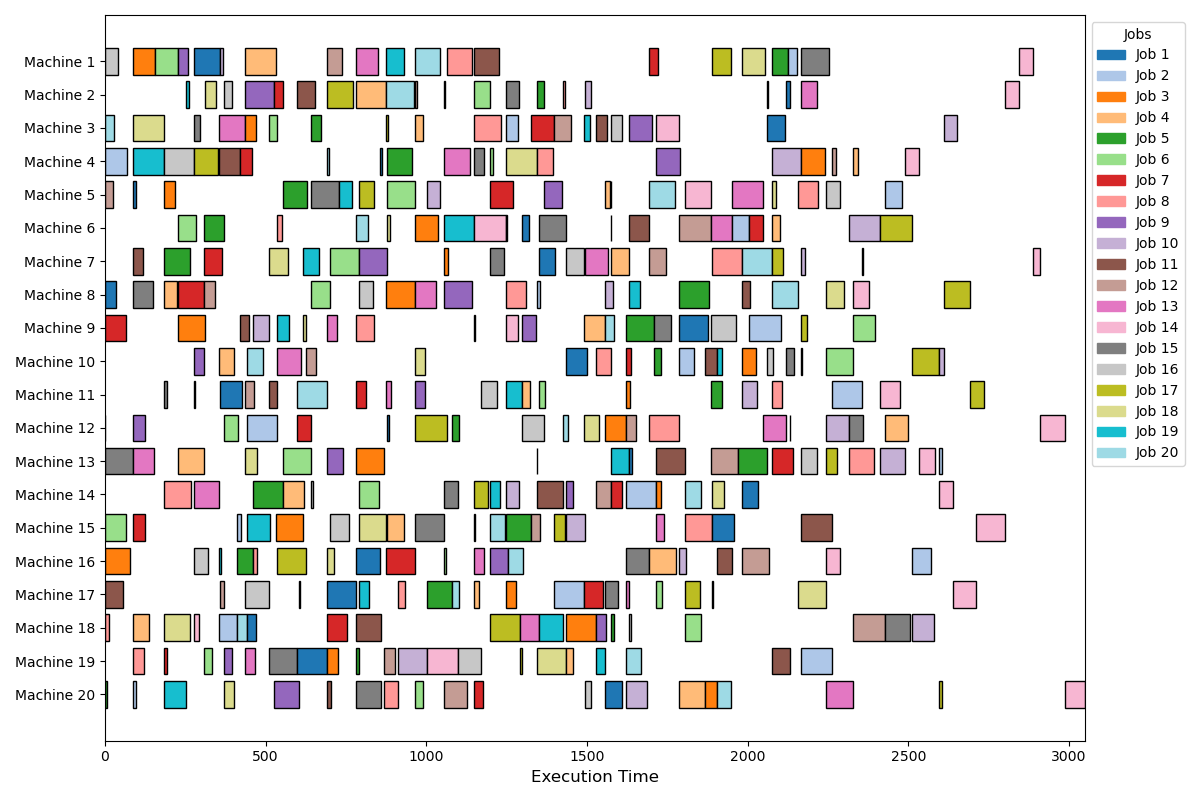 Machine 1
Machine 2
Machine 3
Machine 4
Machine 5
Machine 6
Machine 7
Machine 8
Machine 9
Machine 10
Machine 11
Machine 12
Machine 13
Machine 14
Machine 15
Machine 16
Machine 17
Machine 18
Machine 19
Machine 20
0 500 1000 1500 2000 2500 3000
Execution Time
Jobs
Job 1
Job 2
Job 3
Job 4
Job 5
Job 6
Job 7
Job 8
Job 9
Job 10
Job 11
Job 12
Job 13
Job 14
Job 15
Job 16
Job 17
Job 18
Job 19
Job 20